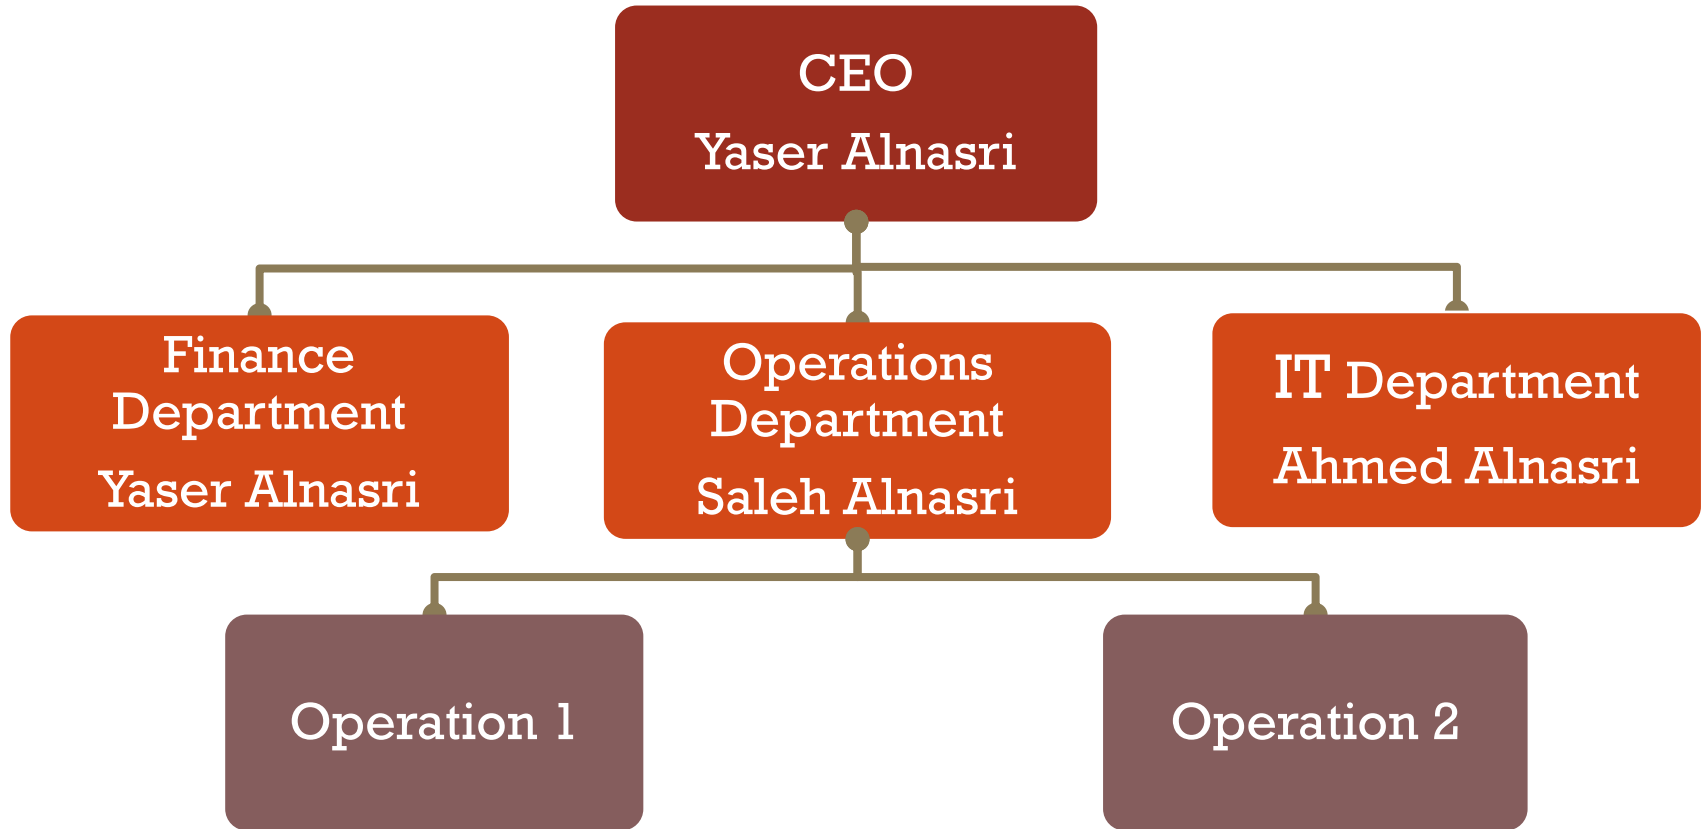 CEO
Yaser Alnasri
Finance
Department
Yaser Alnasri
Operations
Department
Saleh Alnasri
IT Department
Ahmed Alnasri
Operation 1
Operation 2